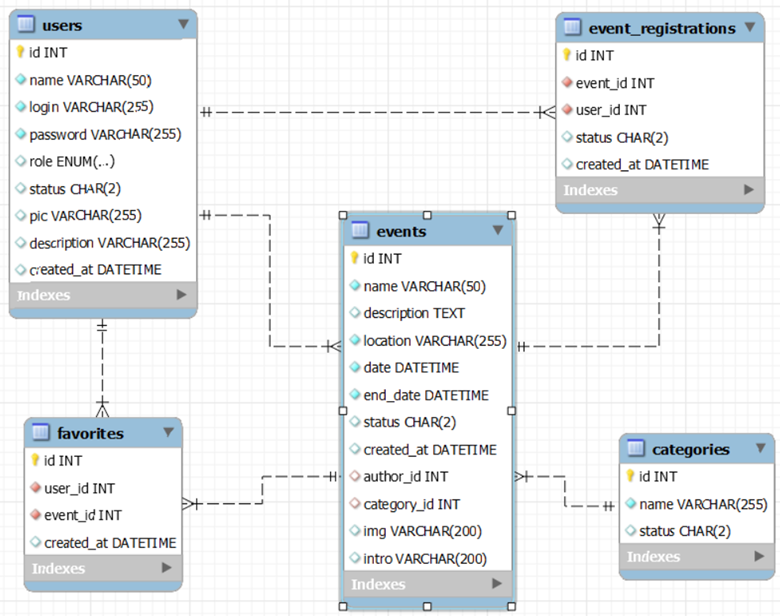 users
id INT
name VARCHAR(50)
login VARCHAR(255)
password VARCHAR(255)
role ENUM(...)
status CHAR(2)
pic VARCHAR(255)
description VARCHAR(255)
created_at DATETIME
Indexes
event_registrations
id INT
event_id INT
user_id INT
status CHAR(2)
created_at DATETIME
Indexes
events
id INT
name VARCHAR(50)
description TEXT
location VARCHAR(255)
date DATETIME
end_date DATETIME
status CHAR(2)
created_at DATETIME
author_id INT
category_id INT
img VARCHAR(200)
intro VARCHAR(200)
Indexes
favorites
id INT
user_id INT
event_id INT
created_at DATETIME
Indexes
categories
id INT
name VARCHAR(255)
status CHAR(2)
Indexes